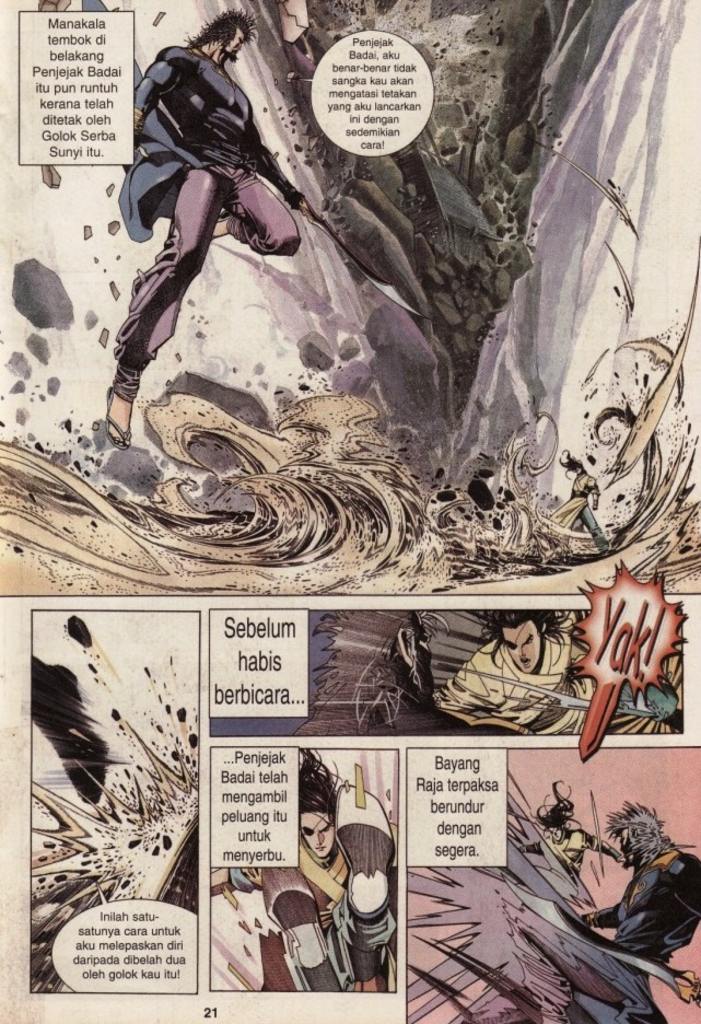 Manakala
tembok di
belakang
Penjejak Badai
itu pun runtuh
kerana telah
ditetak oleh
Golok Serba
Sunyi itu.
Penjejak
Badai, aku
benar-benar tidak
sangka kau akan
mengatasi tetakan
yang aku lancarkan
ini dengan
sedemikian
cara!
Sebelum
habis
berbicara...
Yak!
Inilah satu-
satunya cara untuk
aku melepaskan diri
daripada dibelah dua
oleh golok kau itu!
...Penjejak
Badai telah
mengambil
peluang itu
untuk
menyerbu.
Bayang
Raja terpaksa
berundur
dengan
segera.
21